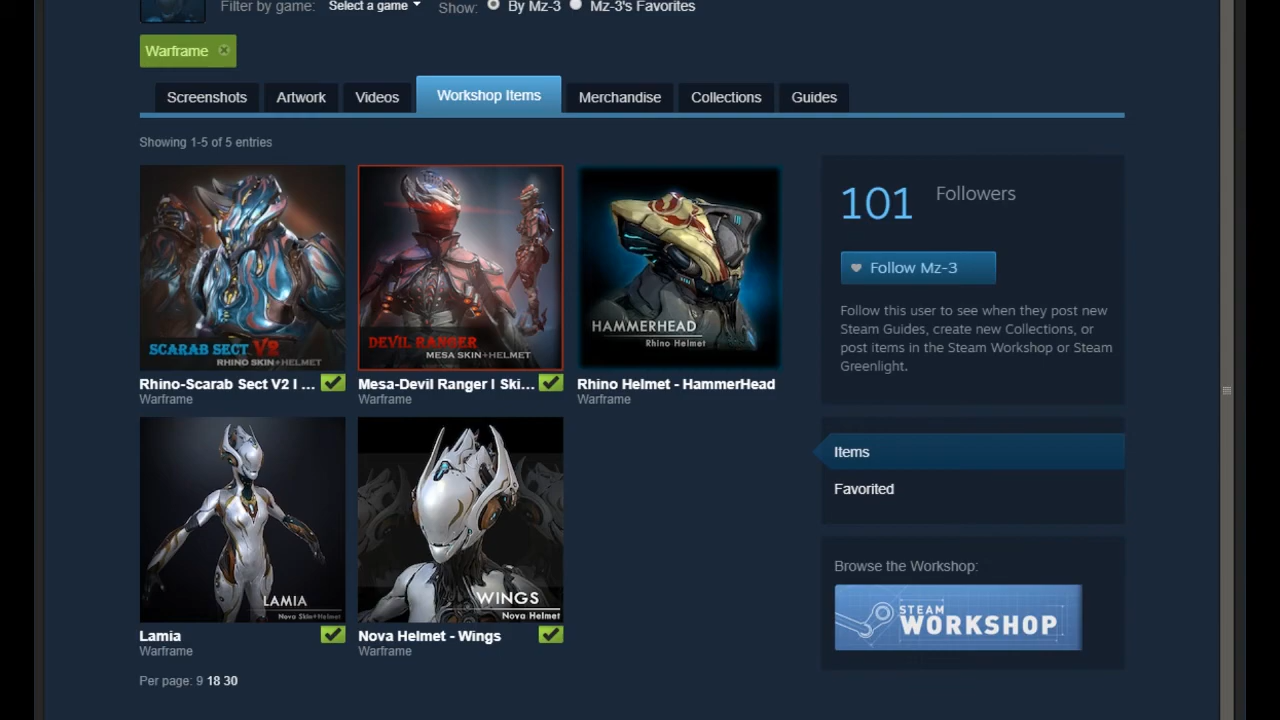 Filter by game: Select a game Show: By Mz-3 Mz-3's Favorites
Warframe
Screenshots Artwork Videos Workshop Items Merchandise Collections Guides
Showing 1-5 of 5 entries
SCARAB SECT V2
RHINO SKIN+HELMET
DEVIL RANGER
MESA SKIN+HELMET
HAMMERHEAD
Rhino Helmet
Rhino-Scarab Sect V2 I ...
Warframe
Mesa-Devil Ranger I Ski...
Warframe
Rhino Helmet - HammerHead
Warframe
LAMIA
Nova Skin+Helmet
WINGS
Nova Helmet
Lamia
Warframe
Nova Helmet - Wings
Warframe
Per page: 9 18 30
101 Followers
Follow Mz-3
Follow this user to see when they post new
Steam Guides, create new Collections, or
post items in the Steam Workshop or Steam
Greenlight.
Items
Favorited
Browse the Workshop:
STEAM
WORKSHOP